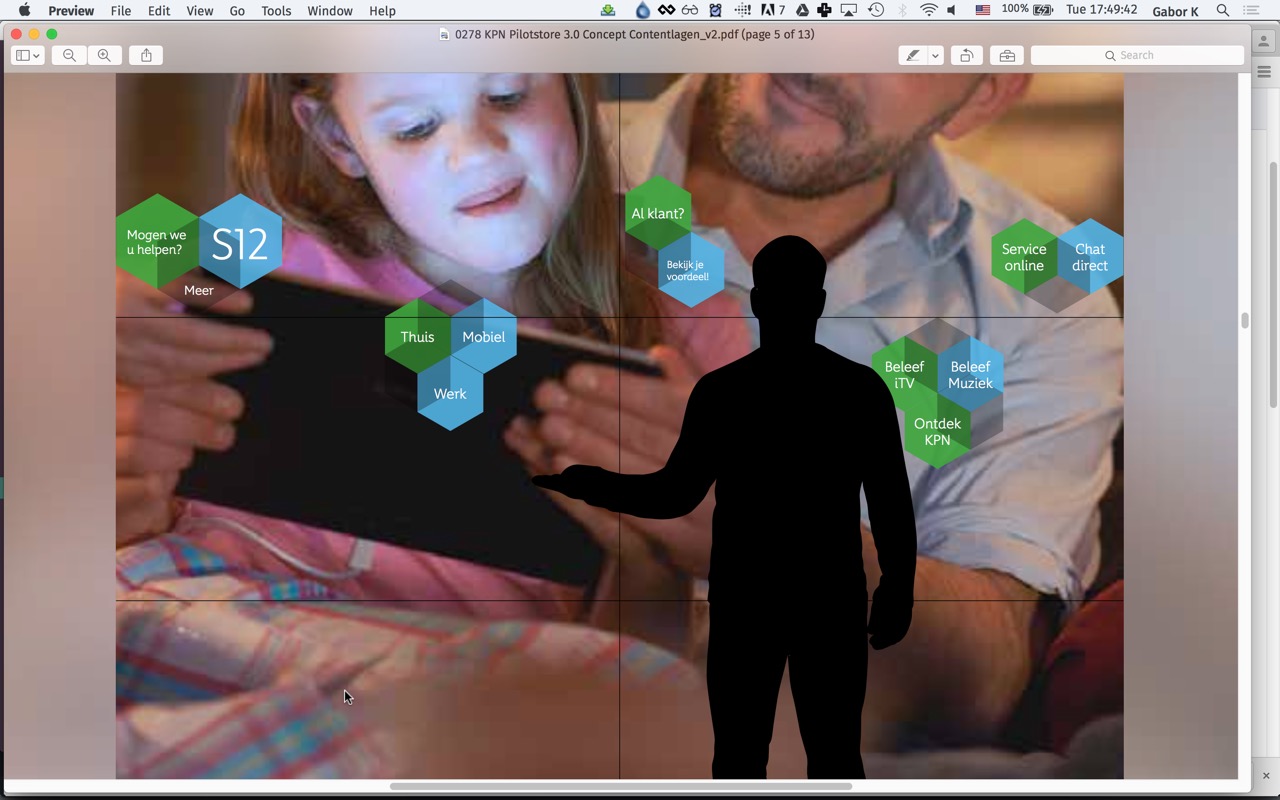 Preview File Edit View Go Tools Window Help 7 100% Tue 17:49:42 Gabor K
0278 KPN Pilotstore 3.0 Concept Contentlagen_v2.pdf (page 5 of 13)
Search
Mogen we
u helpen?
S12
Meer
Thuis
Mobiel
Werk
Al klant?
Bekijk je
voordeel!
Service
online
Chat
direct
Beleef
iTV
Beleef
Muziek
Ontdek
KPN